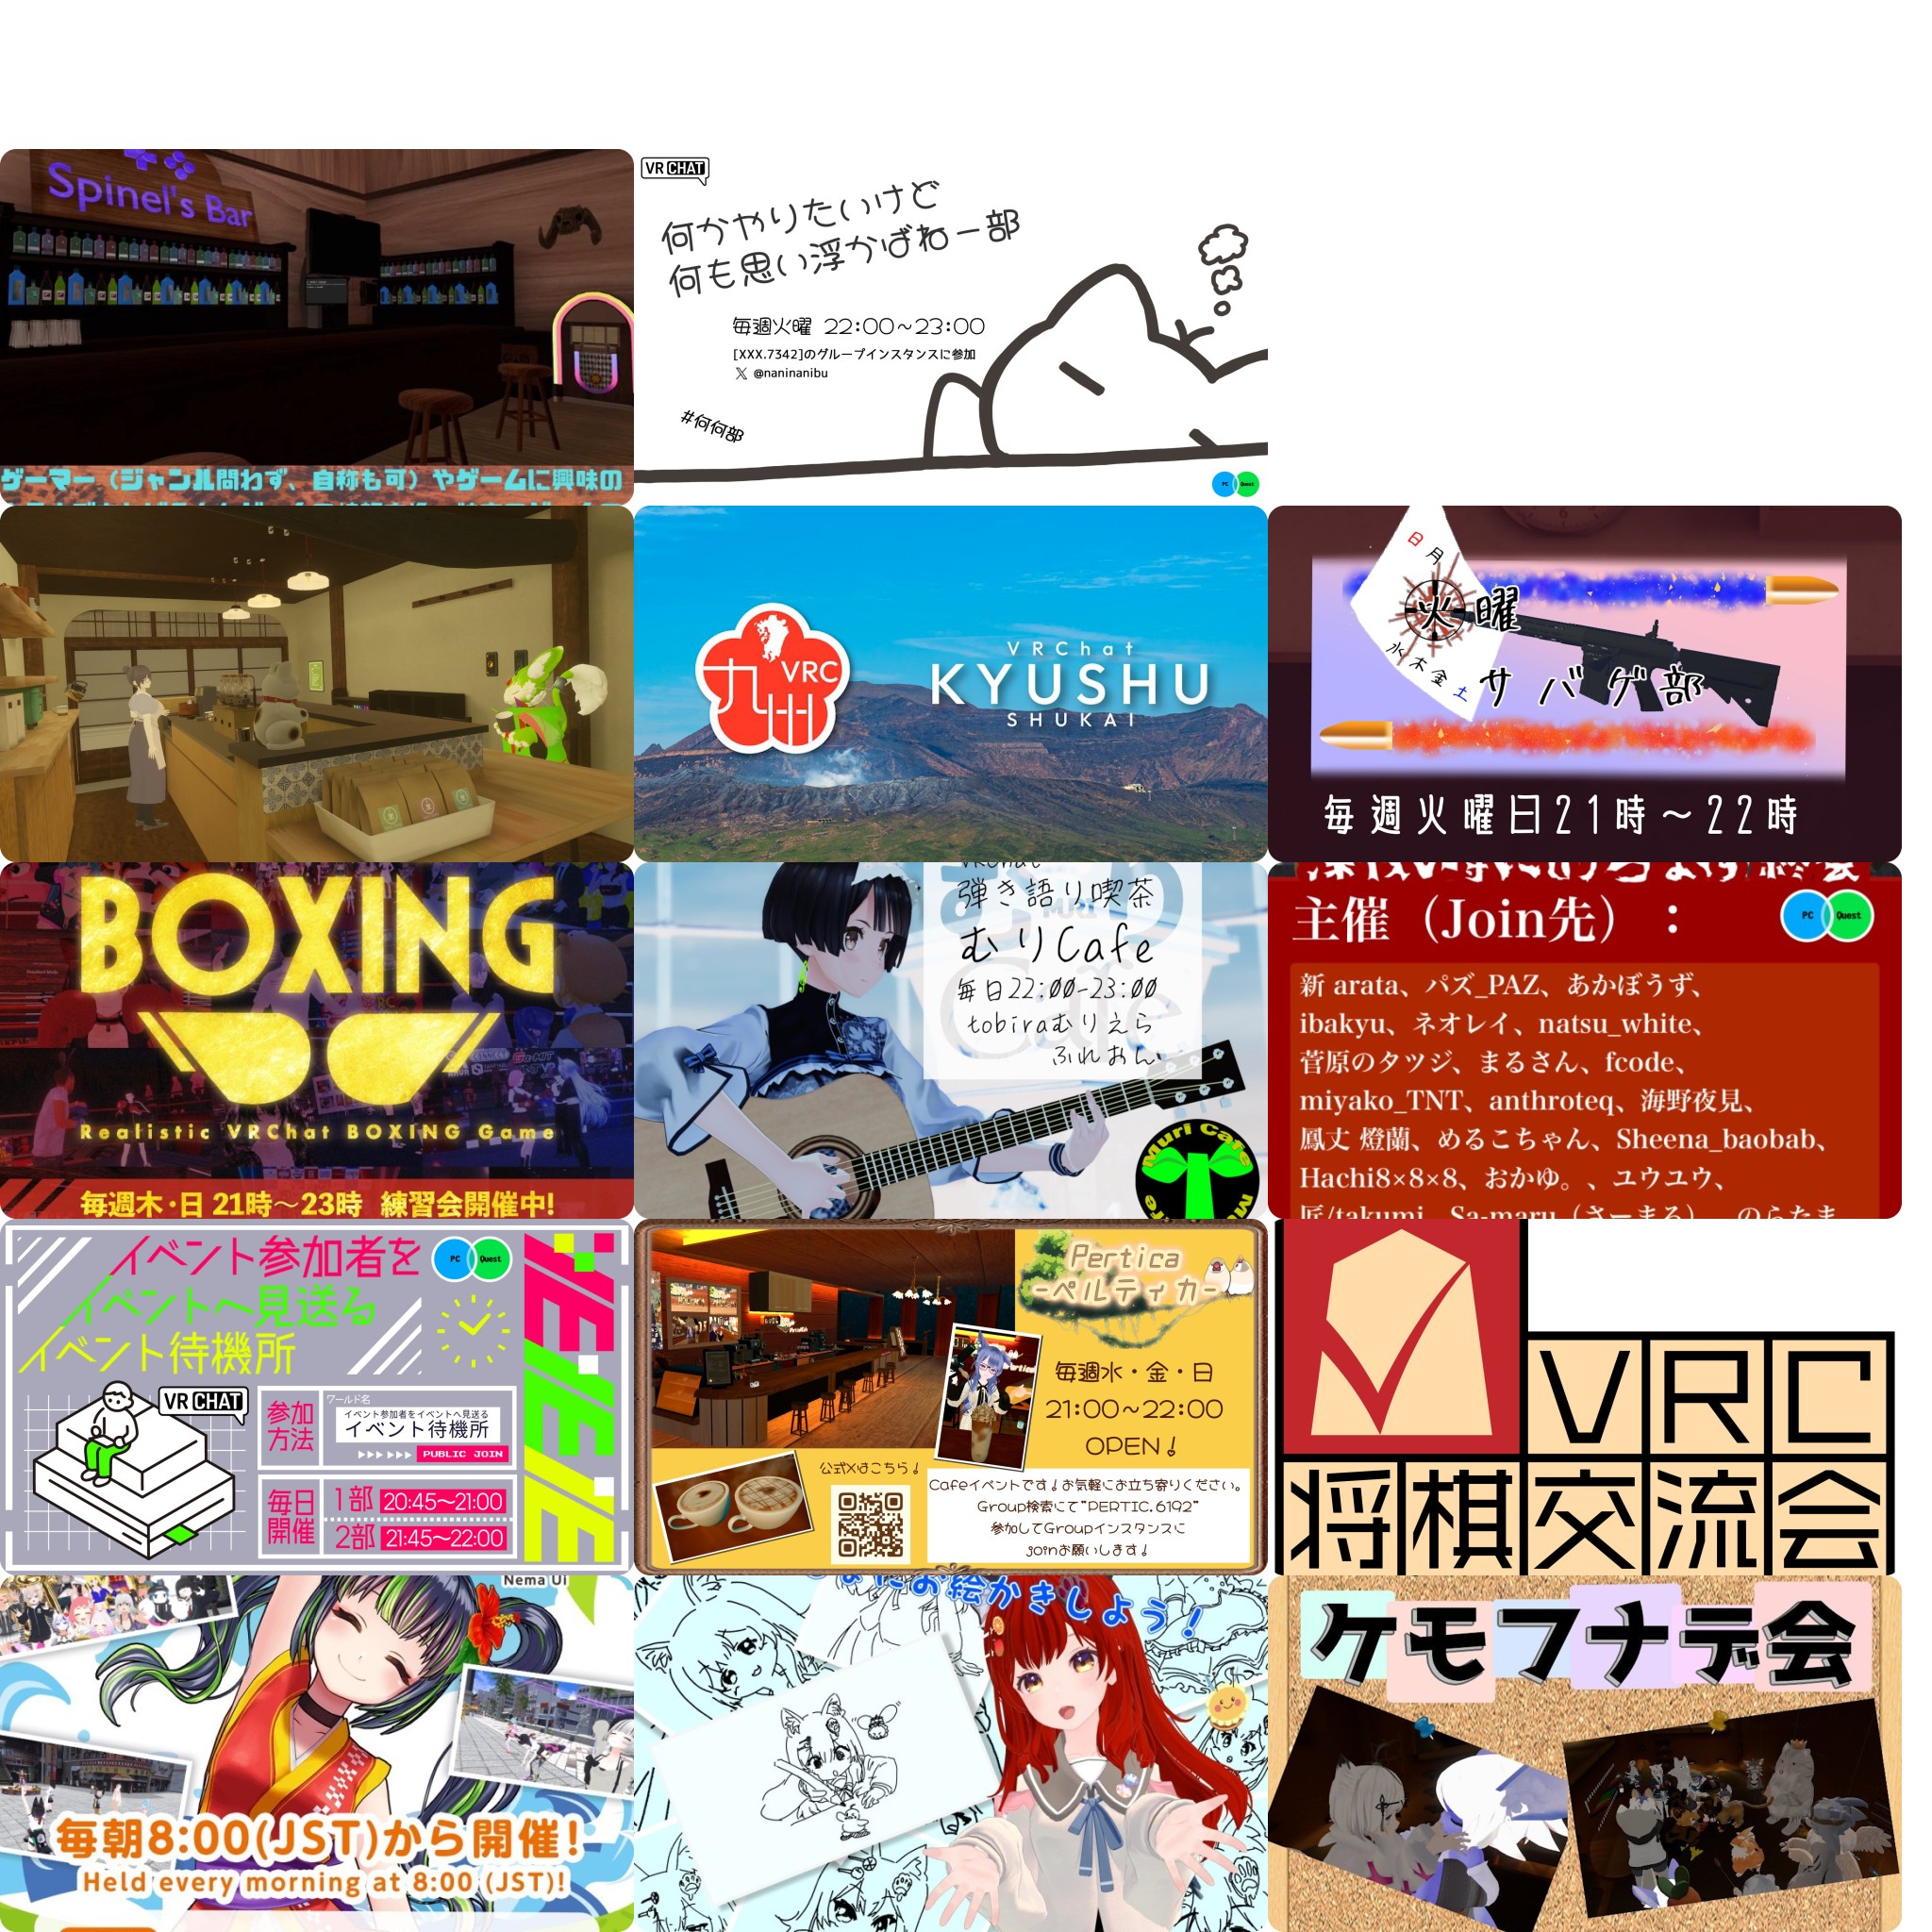 Spinel's Bar
ゲーマー（ジャンル問わず、自称も可）やゲームに興味の
VR CHAT
何かやりたいけど
何も思い浮かばねー部
毎週火曜 22:00~23:00
[XXX.7342]のグループインスタンスに参加
X @naninanibu
#何何部
PC Quest
九州 VRC
VRChat
KYUSHU
SHUKAI
日
月
火曜
水
木
金
土
サバゲ部
毎週火曜日21時～22時
BOXING
Realistic VRChat BOXING Game
毎週木・日 21時～23時 練習会開催中!
弾き語り喫茶
むりCafe
毎日22:00-23:00
tobiraむりえら
ふれおん
Muri Cafe
主催（Join先）：
PC Quest
新 arata、パズ_PAZ、あかぼうず、
ibakyu、ネオレイ、natsu_white、
菅原のタツジ、まるさん、fcode、
miyako_TNT、anthroteq、海野夜見、
鳳丈 燈蘭、めるこちゃん、Sheena_baobab、
Hachi8×8×8、おかゆ。、ユウユウ、
匠/takumi、Sa-maru（さーまる）、のらたま
イベント参加者を
イベントへ見送る
イベント待機所
PC Quest
VR CHAT
参加方法
ワールド名
イベント参加者をイベントへ見送る
イベント待機所
PUBLIC JOIN
毎日開催
1部 20:45~21:00
2部 21:45~22:00
Pertica
-ペルティカ-
毎週水・金・日
21:00~22:00
OPEN!
公式Xはこちら!
Cafeイベントです!お気軽にお立ち寄りください。
Group検索にて"PERTIC.6192"
参加してGroupインスタンスに
joinお願いします!
VRC
将棋交流会
Nema Ui
毎朝8:00(JST)から開催!
Held every morning at 8:00 (JST)!
お絵かきしよう!
ケモフナデ会